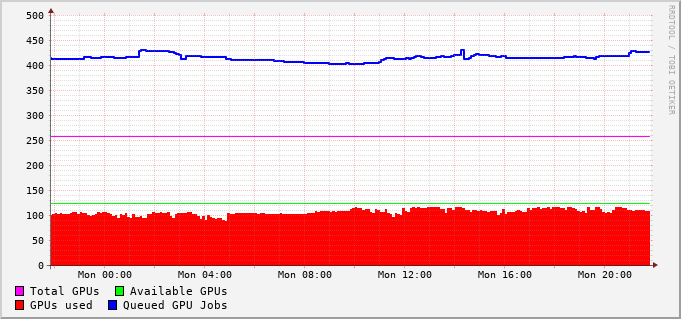 RRDTOOL / TOBI OETIKER
500
450
400
350
300
250
200
150
100
50
0
Mon 00:00 Mon 04:00 Mon 08:00 Mon 12:00 Mon 16:00 Mon 20:00
Total GPUs Available GPUs
GPUs used Queued GPU Jobs